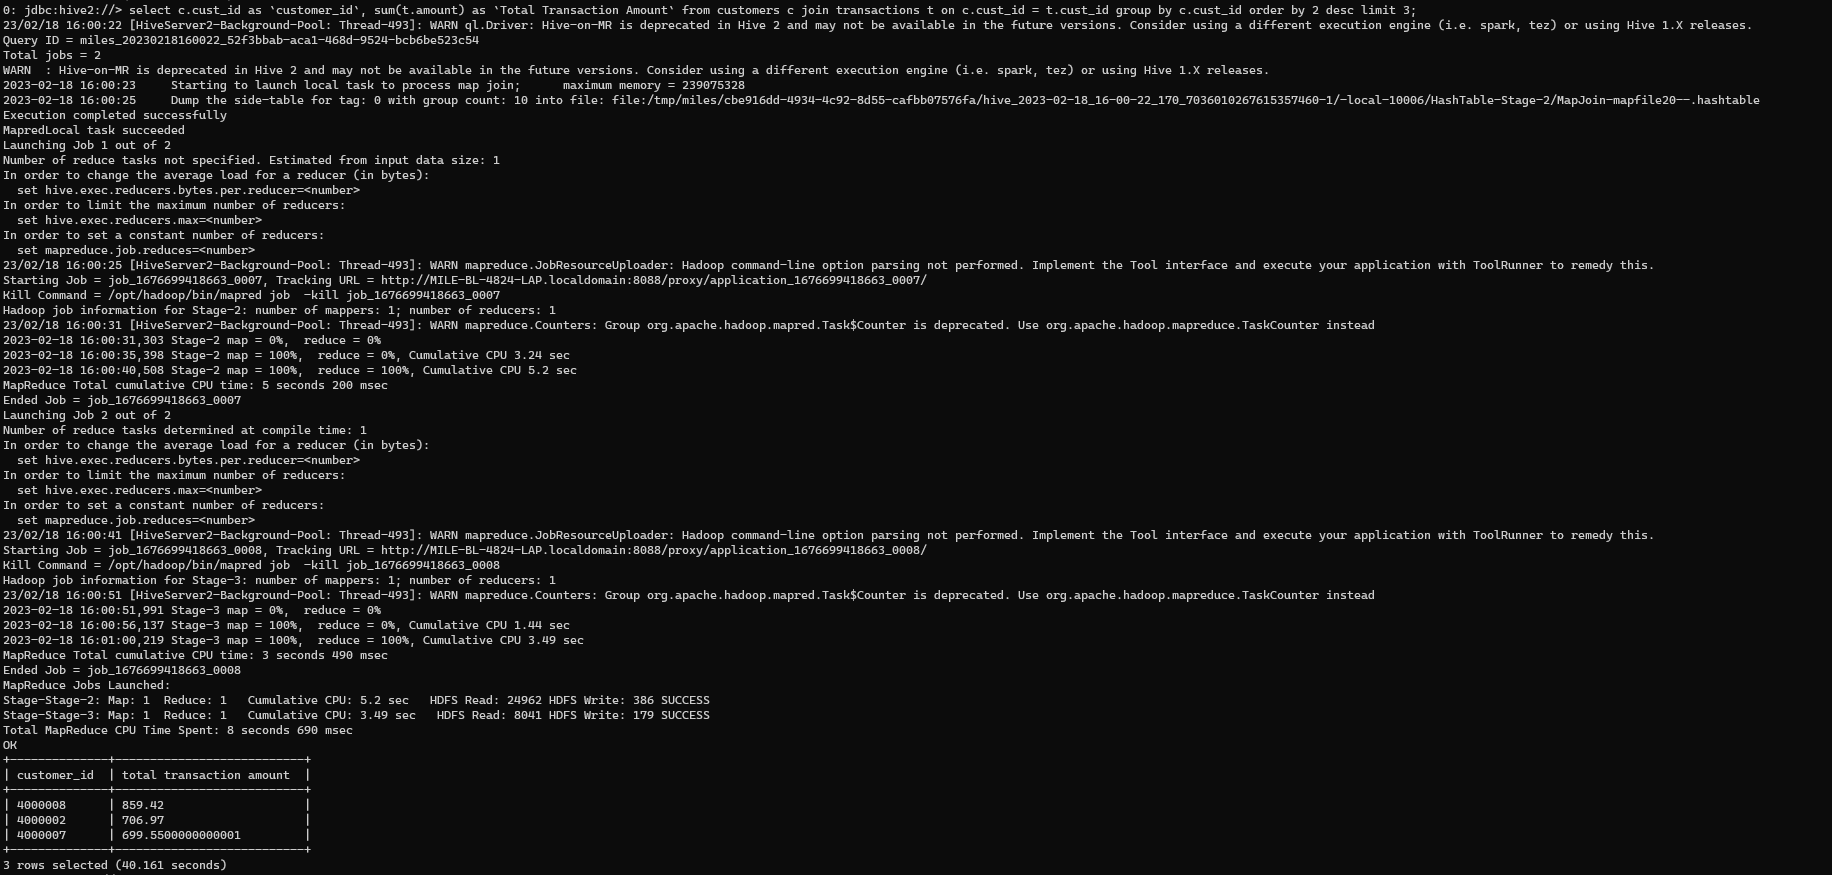 0: jdbc:hive2://> select c.cust_id as `customer_id`, sum(t.amount) as `Total Transaction Amount` from customers c join transactions t on c.cust_id = t.cust_id group by c.cust_id order by 2 desc limit 3;
23/02/18 16:00:22 [HiveServer2-Background-Pool: Thread-493]: WARN ql.Driver: Hive-on-MR is deprecated in Hive 2 and may not be available in the future versions. Consider using a different execution engine (i.e. spark, tez) or using Hive 1.X releases.
Query ID = miles_20230218160022_52f3bbab-aca1-468d-9524-bcb6be523c54
Total jobs = 2
WARN  : Hive-on-MR is deprecated in Hive 2 and may not be available in the future versions. Consider using a different execution engine (i.e. spark, tez) or using Hive 1.X releases.
2023-02-18 16:00:23     Starting to launch local task to process map join;      maximum memory = 239075328
2023-02-18 16:00:25     Dump the side-table for tag: 0 with group count: 10 into file: file:/tmp/miles/cbe916dd-4934-4c92-8d55-cafbb07576fa/hive_2023-02-18_16-00-22_170_7036010267615357460-1/-local-10006/HashTable-Stage-2/MapJoin-mapfile20--.hashtable
Execution completed successfully
MapredLocal task succeeded
Launching Job 1 out of 2
Number of reduce tasks not specified. Estimated from input data size: 1
In order to change the average load for a reducer (in bytes):
  set hive.exec.reducers.bytes.per.reducer=<number>
In order to limit the maximum number of reducers:
  set hive.exec.reducers.max=<number>
In order to set a constant number of reducers:
  set mapreduce.job.reduces=<number>
23/02/18 16:00:25 [HiveServer2-Background-Pool: Thread-493]: WARN mapreduce.JobResourceUploader: Hadoop command-line option parsing not performed. Implement the Tool interface and execute your application with ToolRunner to remedy this.
Starting Job = job_1676699418663_0007, Tracking URL = http://MILE-BL-4824-LAP.localdomain:8088/proxy/application_1676699418663_0007/
Kill Command = /opt/hadoop/bin/mapred job  -kill job_1676699418663_0007
Hadoop job information for Stage-2: number of mappers: 1; number of reducers: 1
23/02/18 16:00:31 [HiveServer2-Background-Pool: Thread-493]: WARN mapreduce.Counters: Group org.apache.hadoop.mapred.Task$Counter is deprecated. Use org.apache.hadoop.mapreduce.TaskCounter instead
2023-02-18 16:00:31,303 Stage-2 map = 0%,  reduce = 0%
2023-02-18 16:00:35,398 Stage-2 map = 100%,  reduce = 0%, Cumulative CPU 3.24 sec
2023-02-18 16:00:40,508 Stage-2 map = 100%,  reduce = 100%, Cumulative CPU 5.2 sec
MapReduce Total cumulative CPU time: 5 seconds 200 msec
Ended Job = job_1676699418663_0007
Launching Job 2 out of 2
Number of reduce tasks determined at compile time: 1
In order to change the average load for a reducer (in bytes):
  set hive.exec.reducers.bytes.per.reducer=<number>
In order to limit the maximum number of reducers:
  set hive.exec.reducers.max=<number>
In order to set a constant number of reducers:
  set mapreduce.job.reduces=<number>
23/02/18 16:00:41 [HiveServer2-Background-Pool: Thread-493]: WARN mapreduce.JobResourceUploader: Hadoop command-line option parsing not performed. Implement the Tool interface and execute your application with ToolRunner to remedy this.
Starting Job = job_1676699418663_0008, Tracking URL = http://MILE-BL-4824-LAP.localdomain:8088/proxy/application_1676699418663_0008/
Kill Command = /opt/hadoop/bin/mapred job  -kill job_1676699418663_0008
Hadoop job information for Stage-3: number of mappers: 1; number of reducers: 1
23/02/18 16:00:51 [HiveServer2-Background-Pool: Thread-493]: WARN mapreduce.Counters: Group org.apache.hadoop.mapred.Task$Counter is deprecated. Use org.apache.hadoop.mapreduce.TaskCounter instead
2023-02-18 16:00:51,991 Stage-3 map = 0%,  reduce = 0%
2023-02-18 16:00:56,137 Stage-3 map = 100%,  reduce = 0%, Cumulative CPU 1.44 sec
2023-02-18 16:01:00,219 Stage-3 map = 100%,  reduce = 100%, Cumulative CPU 3.49 sec
MapReduce Total cumulative CPU time: 3 seconds 490 msec
Ended Job = job_1676699418663_0008
MapReduce Jobs Launched:
Stage-Stage-2: Map: 1  Reduce: 1   Cumulative CPU: 5.2 sec   HDFS Read: 24962 HDFS Write: 386 SUCCESS
Stage-Stage-3: Map: 1  Reduce: 1   Cumulative CPU: 3.49 sec   HDFS Read: 8041 HDFS Write: 179 SUCCESS
Total MapReduce CPU Time Spent: 8 seconds 690 msec
OK
+--------------+---------------------------+
| customer_id  | total transaction amount  |
+--------------+---------------------------+
| 4000008      | 859.42                    |
| 4000002      | 706.97                    |
| 4000007      | 699.5500000000001         |
+--------------+---------------------------+
3 rows selected (40.161 seconds)